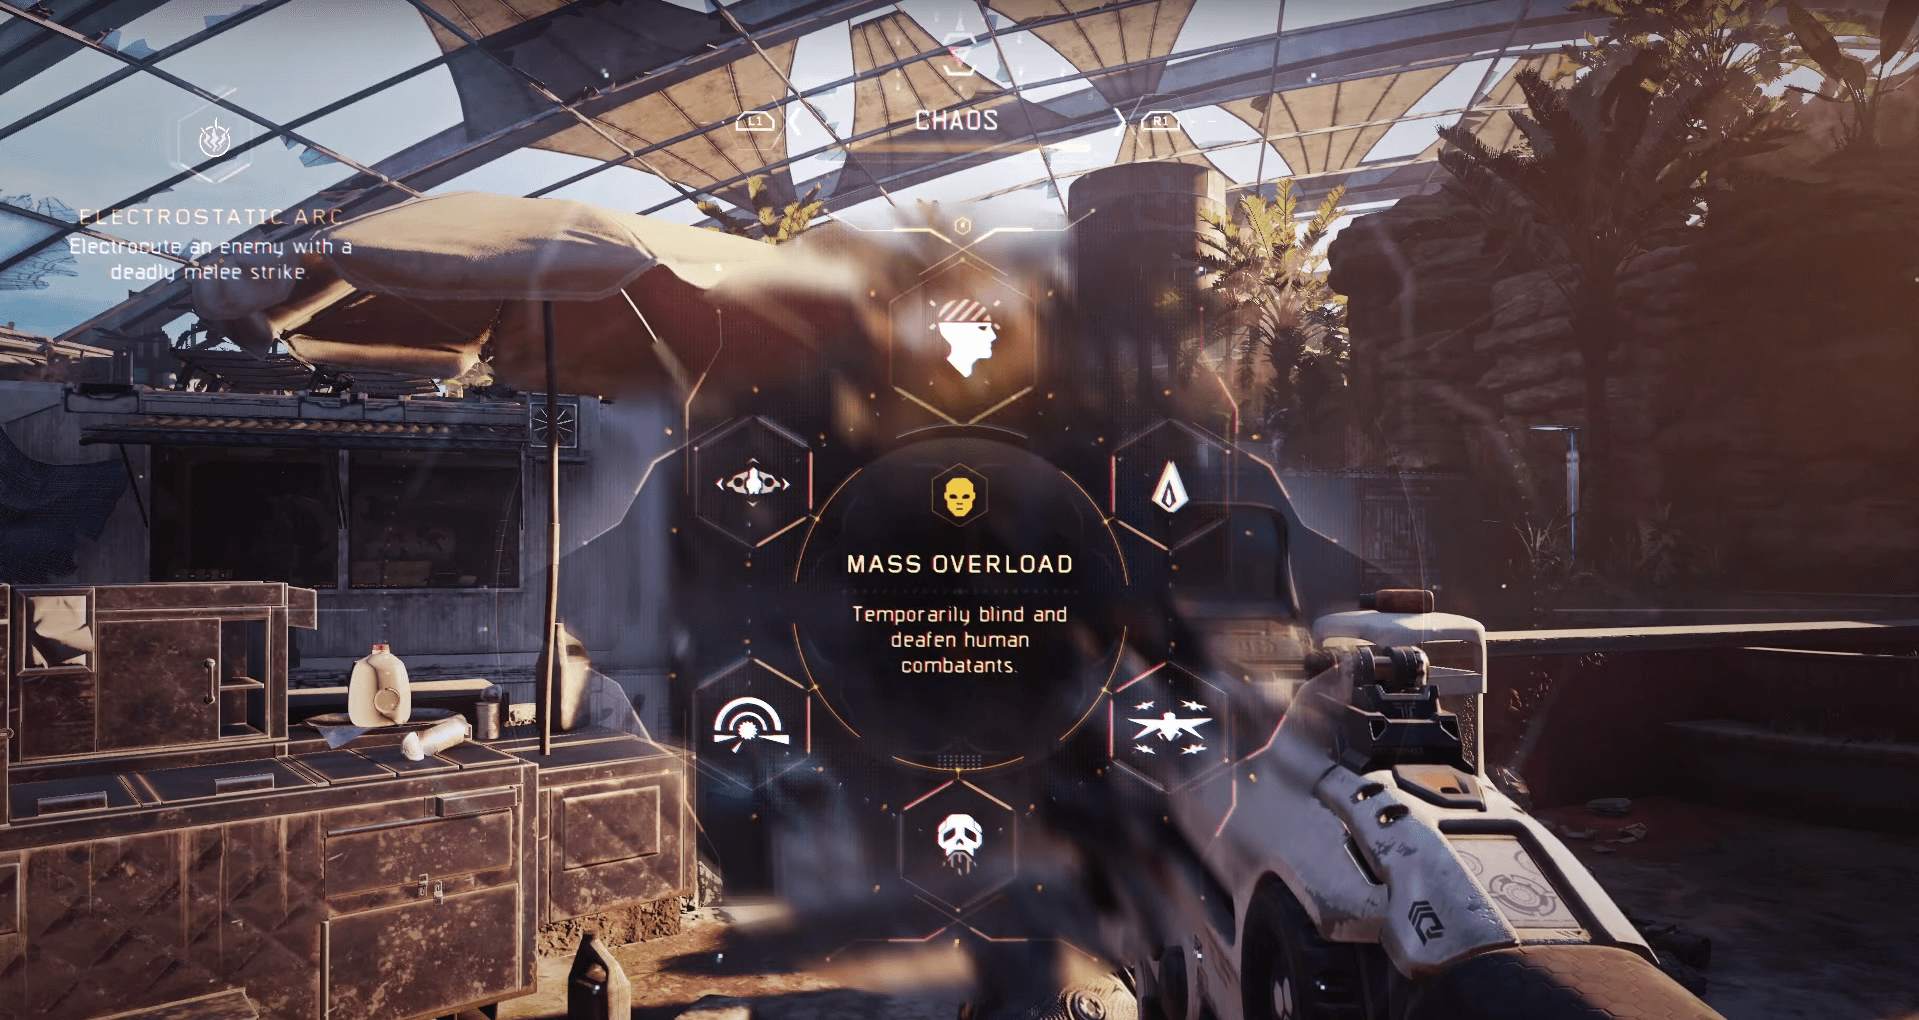 L1
CHAOS
R1
ELECTROSTATIC ARC
Electrocute an enemy with a
deadly melee strike.
MASS OVERLOAD
Temporarily blind and
deafen human
combatants.